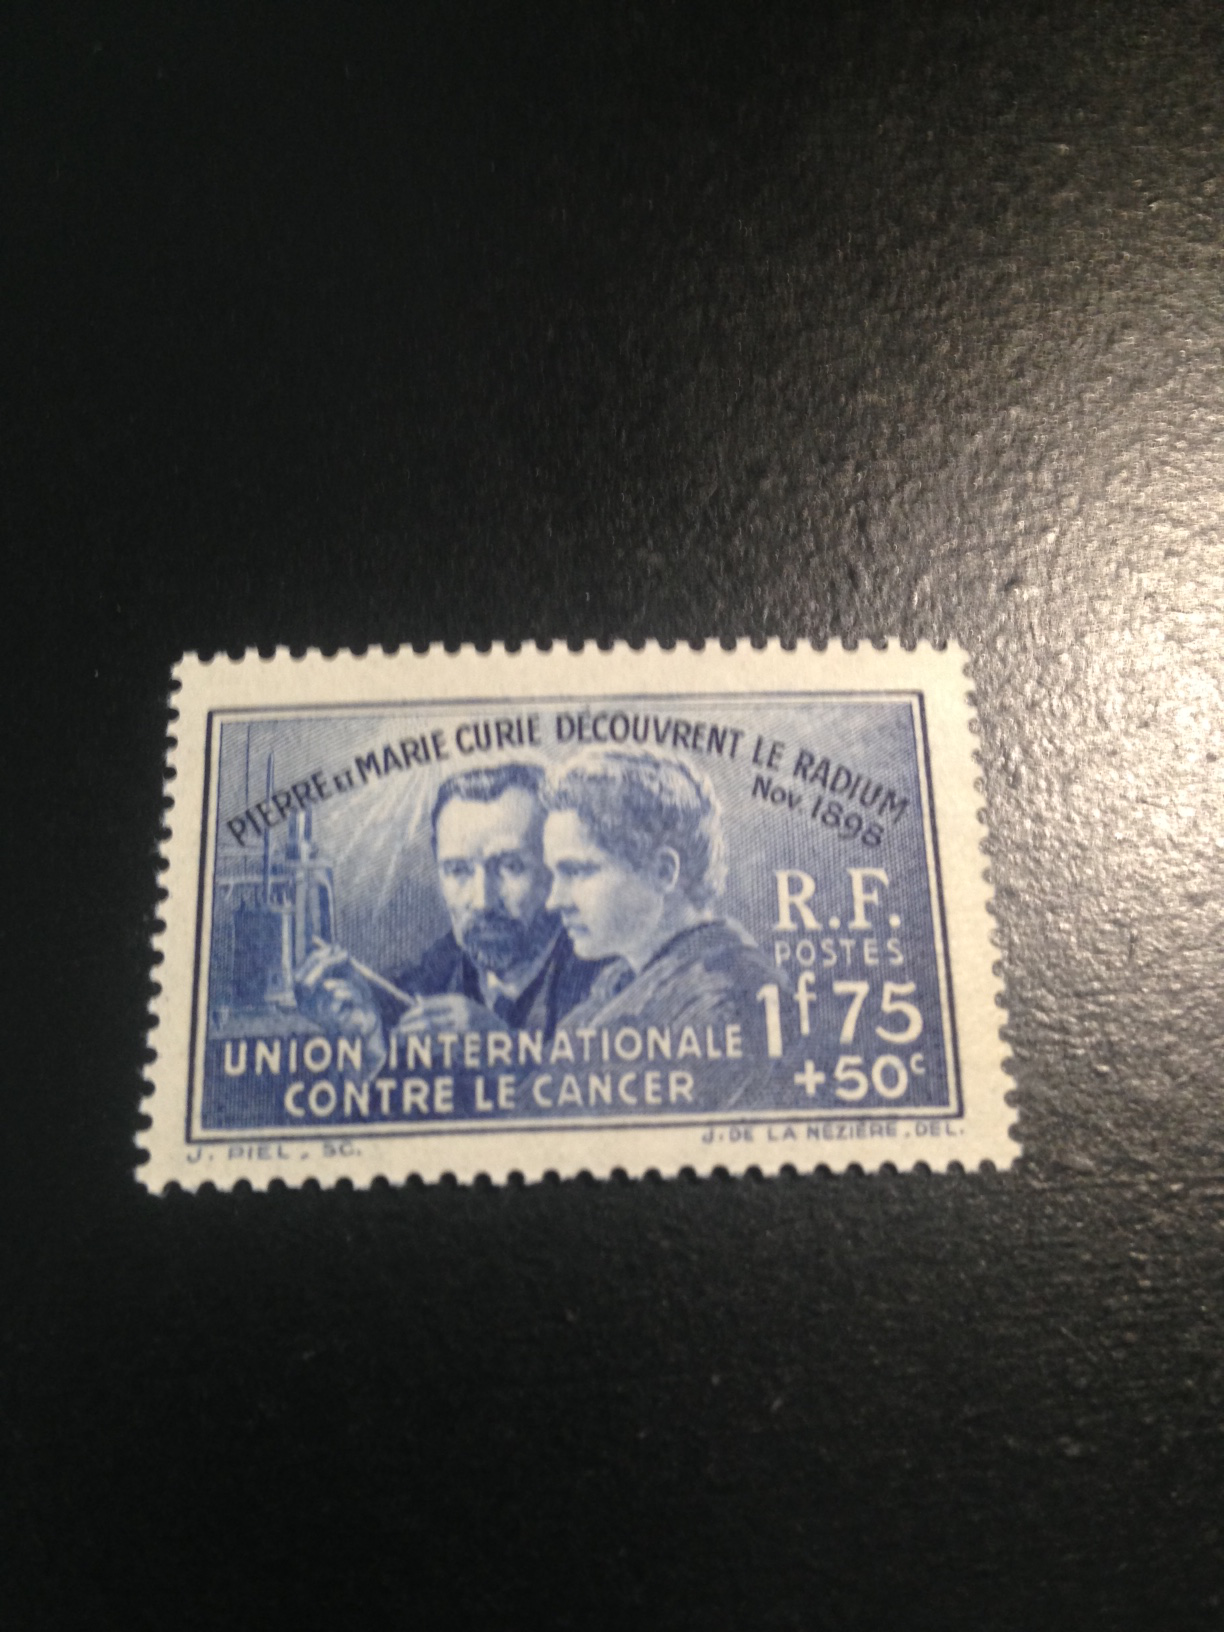 PIERRE ET MARIE CURIE DÉCOUVRENT LE RADIUM
Nov. 1898
R.F.
POSTES
1f75
+50c
UNION INTERNATIONALE
CONTRE LE CANCER
J. PIEL, SC.
J. DE LA NÉZIÈRE, DEL.